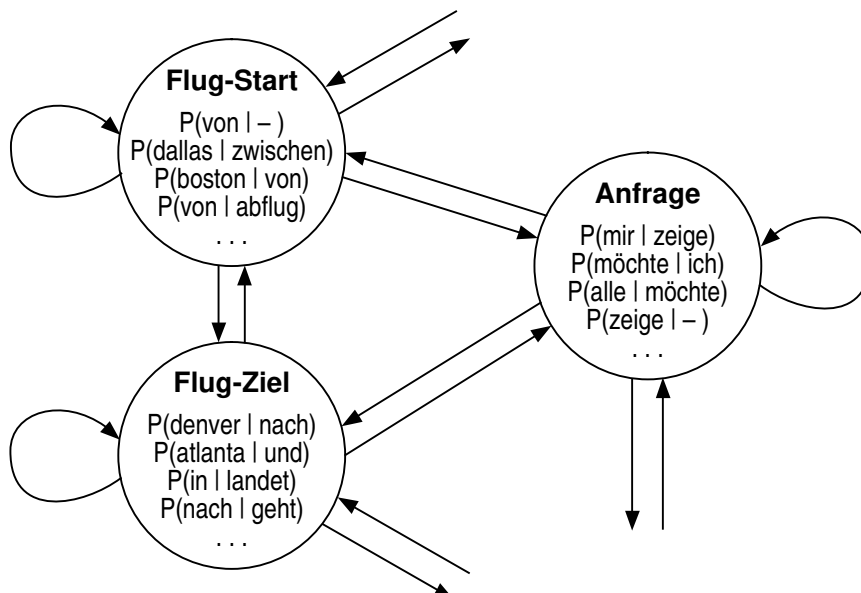 Flug-Start
P(von | – )
P(dallas | zwischen)
P(boston | von)
P(von | abflug)
. . .
Anfrage
P(mir | zeige)
P(möchte | ich)
P(alle | möchte)
P(zeige | – )
. . .
Flug-Ziel
P(denver | nach)
P(atlanta | und)
P(in | landet)
P(nach | geht)
. . .